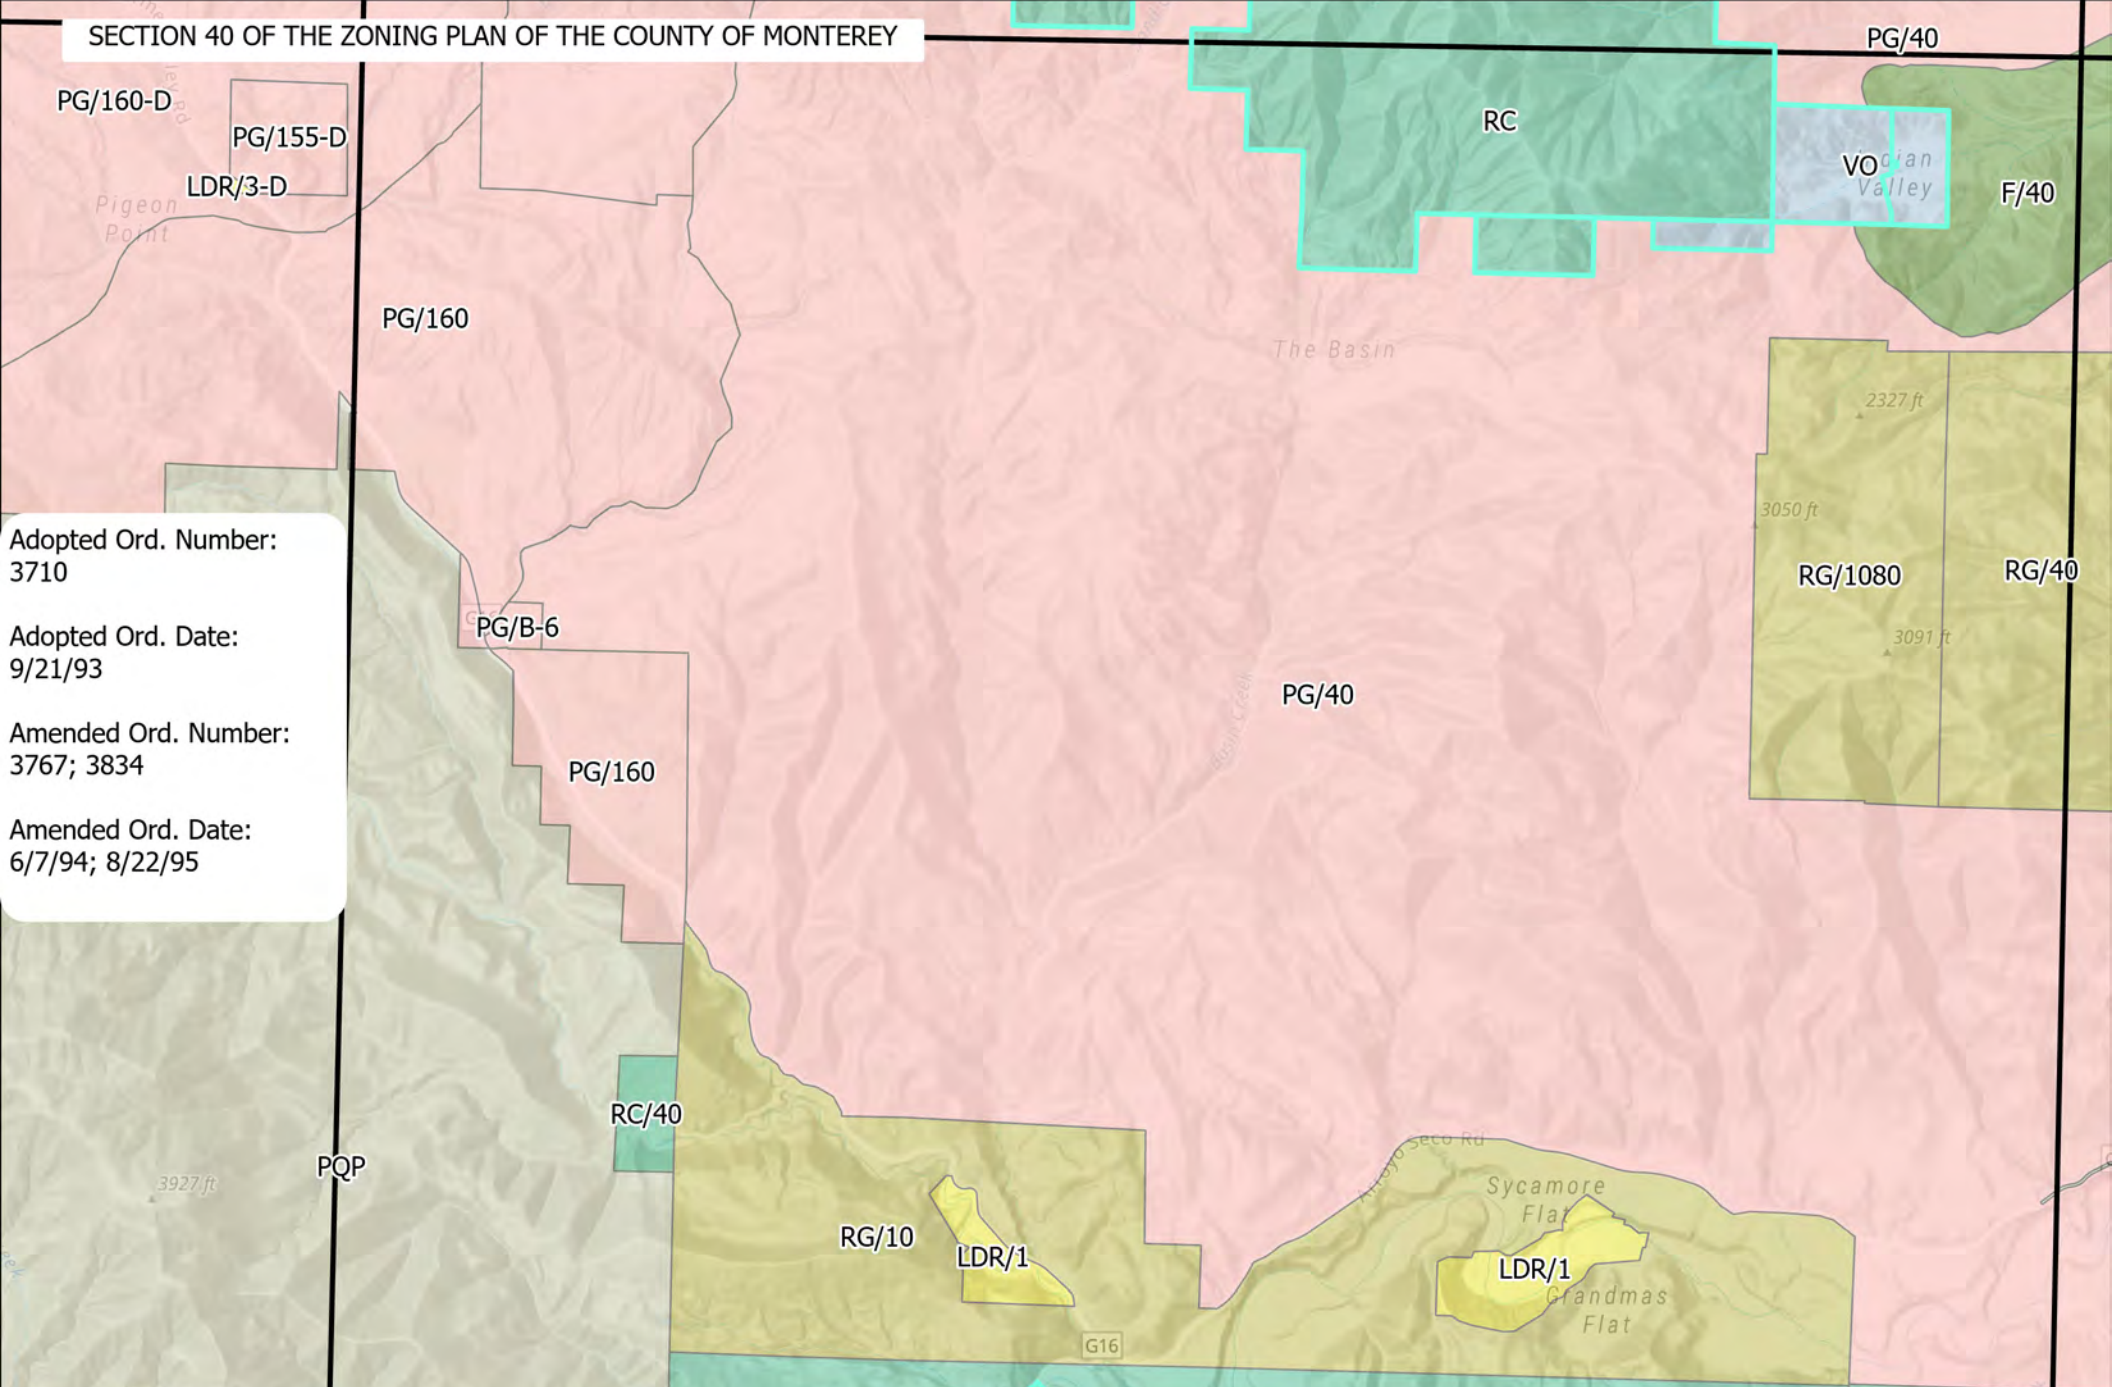 SECTION 40 OF THE ZONING PLAN OF THE COUNTY OF MONTEREY
PG/40
PG/160-D
PG/155-D
LDR/3-D
Pigeon
Point
RC
VO
Indian
Valley
F/40
PG/160
The Basin
2327 ft
3050 ft
RG/1080
RG/40
3091 ft
Adopted Ord. Number:
3710
Adopted Ord. Date:
9/21/93
Amended Ord. Number:
3767; 3834
Amended Ord. Date:
6/7/94; 8/22/95
PG/B-6
PG/40
Basin Creek
PG/160
RC/40
PQP
3927 ft
Arroyo Seco Rd
Sycamore
Flat
RG/10
LDR/1
LDR/1
Grandmas
Flat
G16